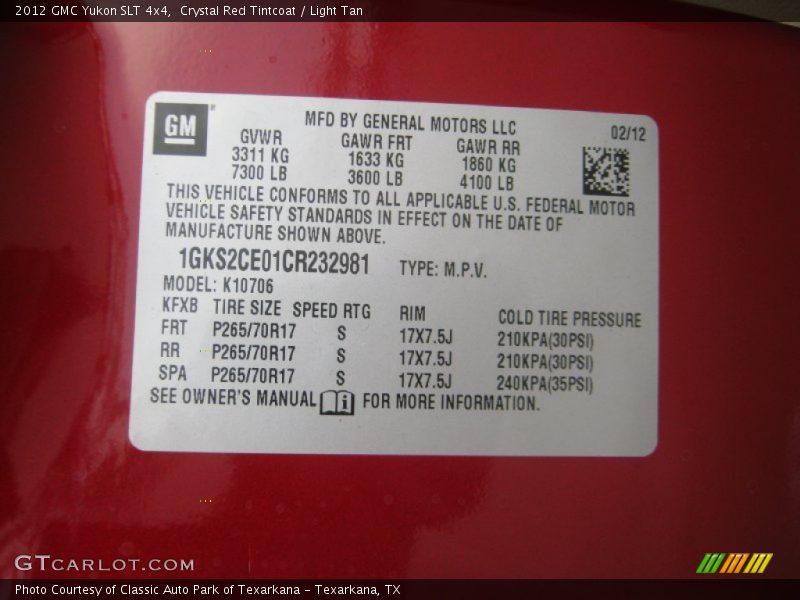 2012 GMC Yukon SLT 4x4, Crystal Red Tintcoat / Light Tan
GM
MFD BY GENERAL MOTORS LLC
02/12
GVWR GAWR FRT GAWR RR
3311 KG 1633 KG 1860 KG
7300 LB 3600 LB 4100 LB
THIS VEHICLE CONFORMS TO ALL APPLICABLE U.S. FEDERAL MOTOR
VEHICLE SAFETY STANDARDS IN EFFECT ON THE DATE OF
MANUFACTURE SHOWN ABOVE.
1GKS2CE01CR232981 TYPE: M.P.V.
MODEL: K10706
KFXB TIRE SIZE SPEED RTG RIM COLD TIRE PRESSURE
FRT P265/70R17 S 17X7.5J 210KPA(30PSI)
RR P265/70R17 S 17X7.5J 210KPA(30PSI)
SPA P265/70R17 S 17X7.5J 240KPA(35PSI)
SEE OWNER'S MANUAL i FOR MORE INFORMATION.
GTCARLOT.COM
Photo Courtesy of Classic Auto Park of Texarkana - Texarkana, TX